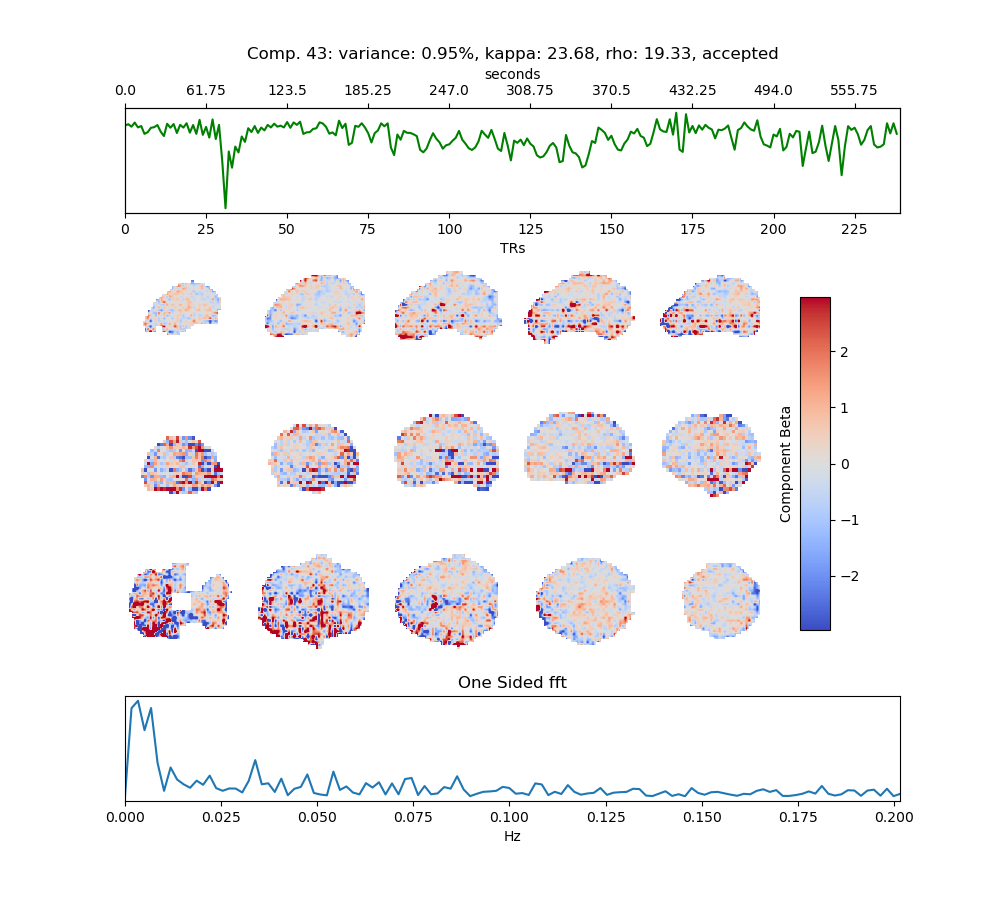 Comp. 43: variance: 0.95%, kappa: 23.68, rho: 19.33, accepted
seconds
0.0 61.75 123.5 185.25 247.0 308.75 370.5 432.25 494.0 555.75
0 25 50 75 100 125 150 175 200 225
TRs
2
1
0
−1
−2
Component Beta
One Sided fft
0.000 0.025 0.050 0.075 0.100 0.125 0.150 0.175 0.200
Hz